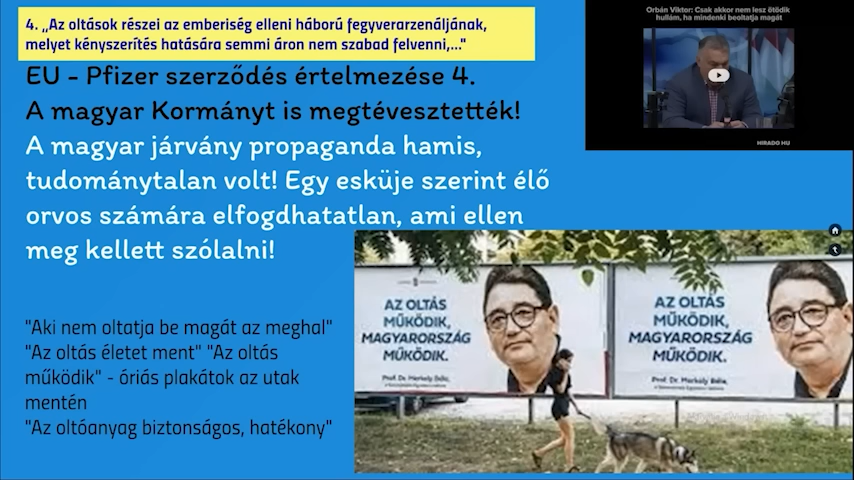 4. „Az oltások részei az emberiség elleni háború fegyverarzenáljának,
melyet kényszerítés hatására semmi áron nem szabad felvenni,..."
EU - Pfizer szerződés értelmezése 4.
A magyar Kormányt is megtévesztették!
A magyar járvány propaganda hamis,
tudománytalan volt! Egy esküje szerint élő
orvos számára elfogdhatatlan, ami ellen
meg kellett szólalni!
"Aki nem oltatja be magát az meghal"
"Az oltás életet ment" "Az oltás
működik" - óriás plakátok az utak
mentén
"Az oltóanyag biztonságos, hatékony"
Orbán Viktor: Csak akkor nem lesz ötödik
hullám, ha mindenki beoltatja magát
HIRADO.HU
AZ OLTÁS
MŰKÖDIK,
MAGYARORSZÁG
MŰKÖDIK.
Prof. Dr. Merkely Béla,
AZ OLTÁS
MŰKÖDIK,
MAGYARORSZÁG
MŰKÖDIK.
Prof. Dr. Merkely Béla,